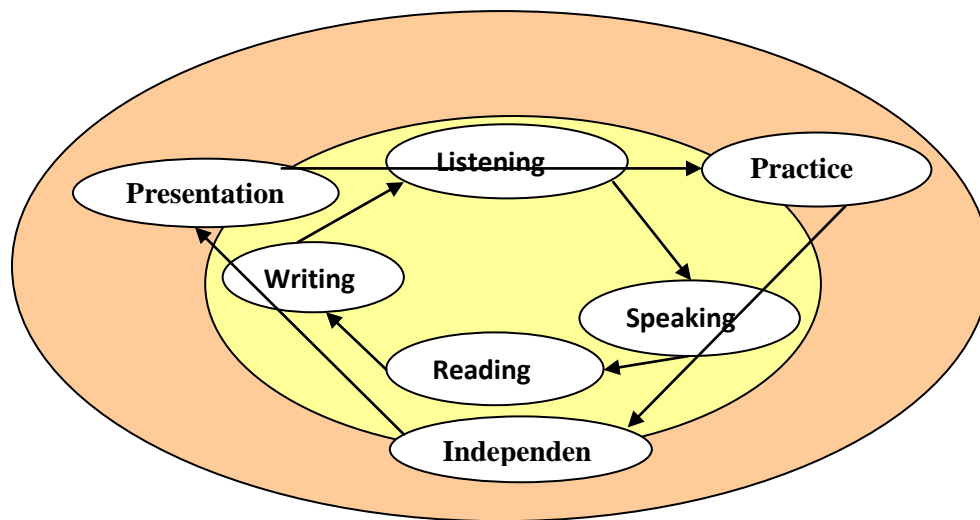 Listening
Practice
Presentation
Writing
Speaking
Reading
Independen